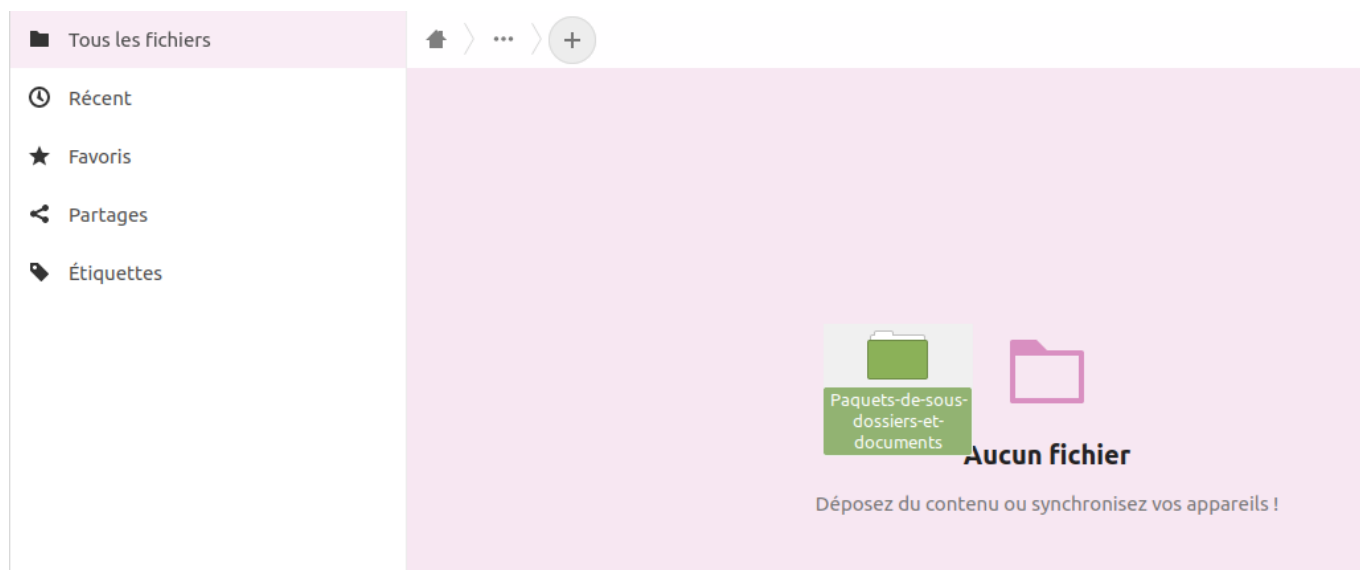 Tous les fichiers
Récent
Favoris
Partages
Étiquettes
Paquets-de-sous-
dossiers-et-
documents
Aucun fichier
Déposez du contenu ou synchronisez vos appareils !